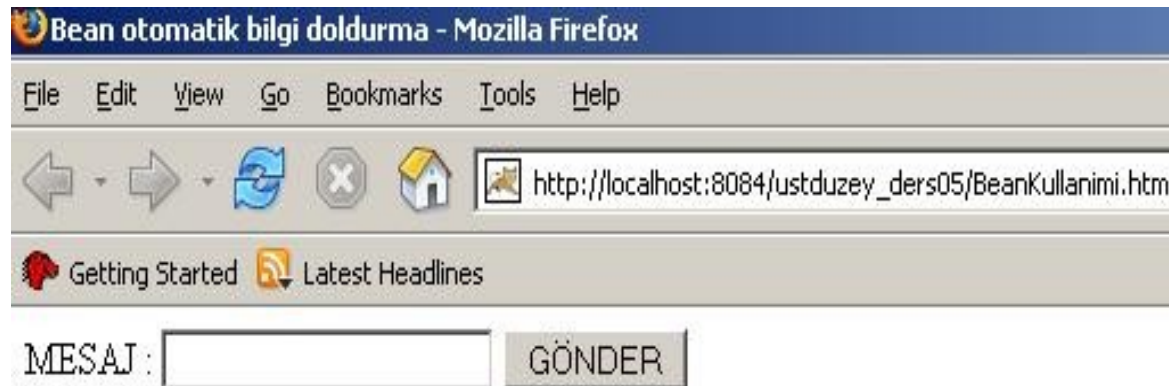 Bean otomatik bilgi doldurma - Mozilla Firefox
File Edit View Go Bookmarks Tools Help
http://localhost:8084/ustduzey_ders05/BeanKullanimi.htm
Getting Started Latest Headlines
MESAJ : GÖNDER